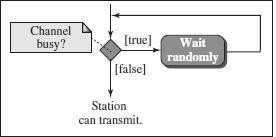 Channel
busy?
[true]
Wait
randomly
[false]
Station
can transmit.